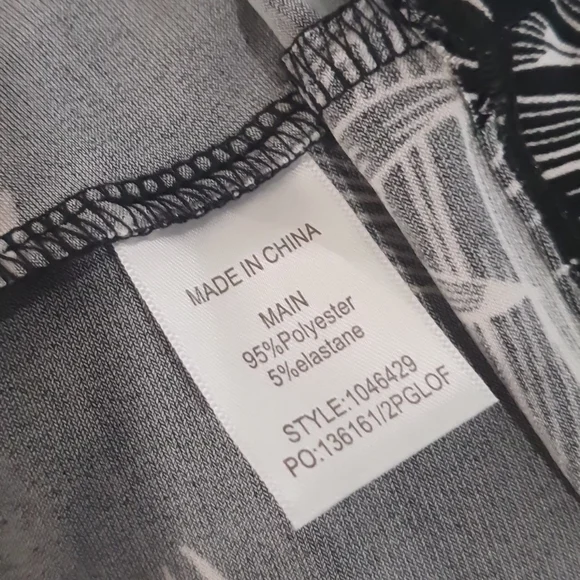 MADE IN CHINA
MAIN
95%Polyester
5%elastane
STYLE:1046429
PO:136161/2PGLOF